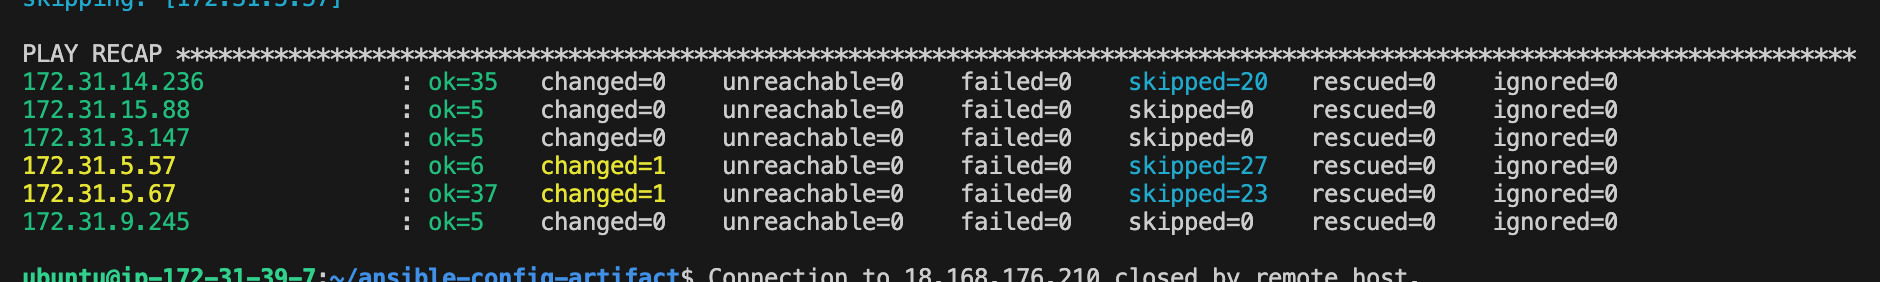 skipping: [172.31.5.57]
PLAY RECAP ************************************************************************************************************************
172.31.14.236 : ok=35 changed=0 unreachable=0 failed=0 skipped=20 rescued=0 ignored=0
172.31.15.88 : ok=5 changed=0 unreachable=0 failed=0 skipped=0 rescued=0 ignored=0
172.31.3.147 : ok=5 changed=0 unreachable=0 failed=0 skipped=0 rescued=0 ignored=0
172.31.5.57 : ok=6 changed=1 unreachable=0 failed=0 skipped=27 rescued=0 ignored=0
172.31.5.67 : ok=37 changed=1 unreachable=0 failed=0 skipped=23 rescued=0 ignored=0
172.31.9.245 : ok=5 changed=0 unreachable=0 failed=0 skipped=0 rescued=0 ignored=0
ubuntu@ip-172-31-39-7:~/ansible-config-artifact$ Connection to 18.168.176.210 closed by remote host.